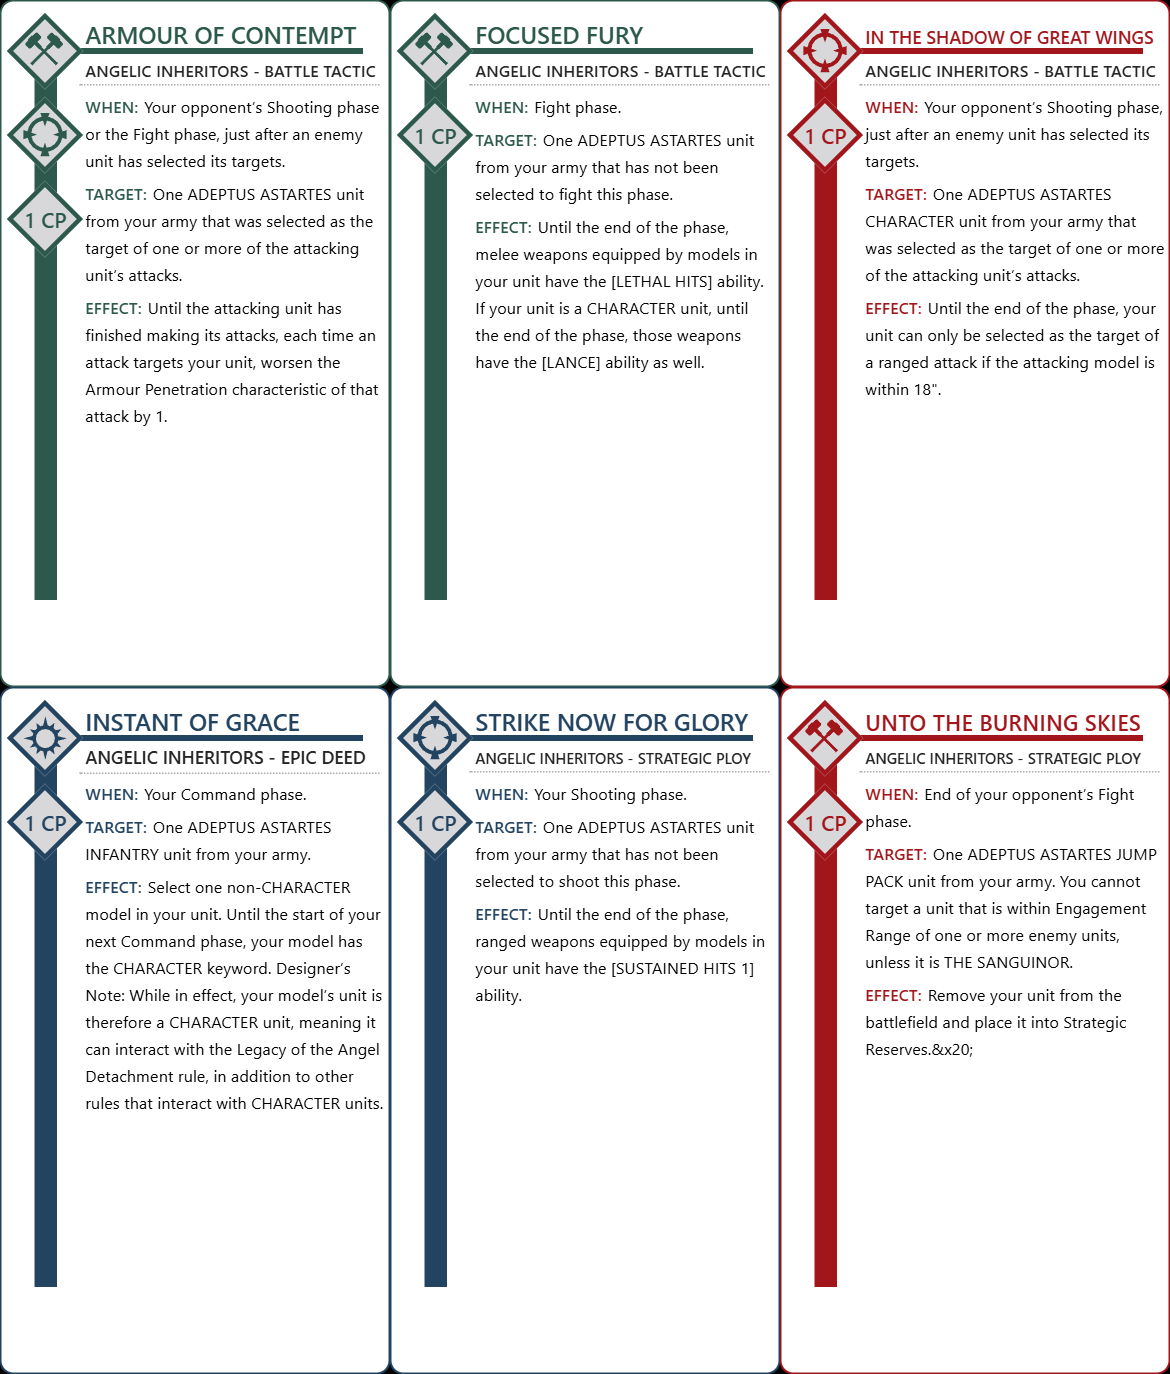 ARMOUR OF CONTEMPT
ANGELIC INHERITORS - BATTLE TACTIC
WHEN: Your opponent's Shooting phase
or the Fight phase, just after an enemy
unit has selected its targets.
1 CP
TARGET: One ADEPTUS ASTARTES unit
from your army that was selected as the
target of one or more of the attacking
unit's attacks.
EFFECT: Until the attacking unit has
finished making its attacks, each time an
attack targets your unit, worsen the
Armour Penetration characteristic of that
attack by 1.
FOCUSED FURY
ANGELIC INHERITORS - BATTLE TACTIC
WHEN: Fight phase.
1 CP
TARGET: One ADEPTUS ASTARTES unit
from your army that has not been
selected to fight this phase.
EFFECT: Until the end of the phase,
melee weapons equipped by models in
your unit have the [LETHAL HITS] ability.
If your unit is a CHARACTER unit, until
the end of the phase, those weapons
have the [LANCE] ability as well.
IN THE SHADOW OF GREAT WINGS
ANGELIC INHERITORS - BATTLE TACTIC
WHEN: Your opponent's Shooting phase,
just after an enemy unit has selected its
targets.
1 CP
TARGET: One ADEPTUS ASTARTES
CHARACTER unit from your army that
was selected as the target of one or more
of the attacking unit's attacks.
EFFECT: Until the end of the phase, your
unit can only be selected as the target of
a ranged attack if the attacking model is
within 18".
INSTANT OF GRACE
ANGELIC INHERITORS - EPIC DEED
WHEN: Your Command phase.
1 CP
TARGET: One ADEPTUS ASTARTES
INFANTRY unit from your army.
EFFECT: Select one non-CHARACTER
model in your unit. Until the start of your
next Command phase, your model has
the CHARACTER keyword. Designer's
Note: While in effect, your model's unit is
therefore a CHARACTER unit, meaning it
can interact with the Legacy of the Angel
Detachment rule, in addition to other
rules that interact with CHARACTER units.
STRIKE NOW FOR GLORY
ANGELIC INHERITORS - STRATEGIC PLOY
WHEN: Your Shooting phase.
1 CP
TARGET: One ADEPTUS ASTARTES unit
from your army that has not been
selected to shoot this phase.
EFFECT: Until the end of the phase,
ranged weapons equipped by models in
your unit have the [SUSTAINED HITS 1]
ability.
UNTO THE BURNING SKIES
ANGELIC INHERITORS - STRATEGIC PLOY
WHEN: End of your opponent's Fight
phase.
1 CP
TARGET: One ADEPTUS ASTARTES JUMP
PACK unit from your army. You cannot
target a unit that is within Engagement
Range of one or more enemy units,
unless it is THE SANGUINOR.
EFFECT: Remove your unit from the
battlefield and place it into Strategic
Reserves.&x20;